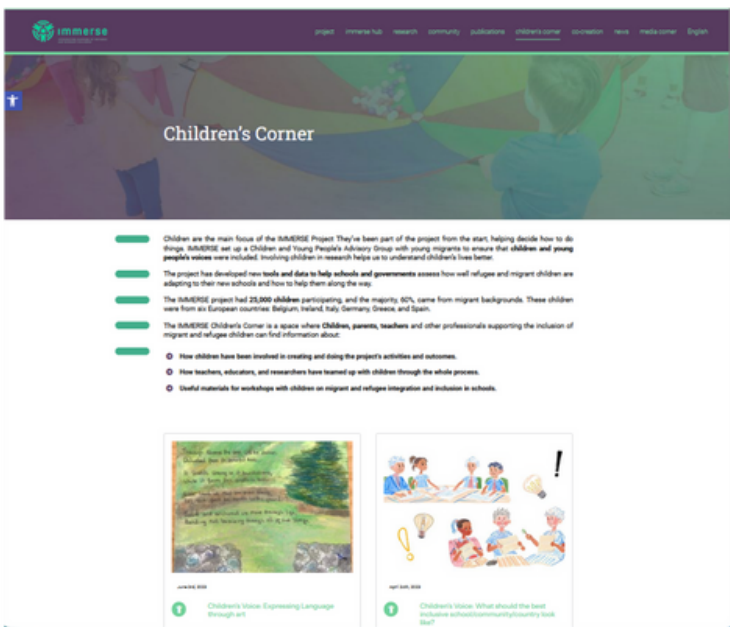 immerse
project immerse hub research community publications children's corner co-creation news media corner English
Children's Corner
Children are the main focus of the IMMERSE Project They've been part of the project from the start, helping decide how to do
things. IMMERSE set up a Children and Young People's Advisory Group with young migrants to ensure that children and young
people's voices were included. Involving children in research helps us to understand children's lives better.
The project has developed new tools and data to help schools and governments assess how well refugee and migrant children are
adapting to their new schools and how to help them along the way.
The IMMERSE project had 25,000 children participating, and the majority, 60%, came from migrant backgrounds. These children
were from six European countries: Belgium, Ireland, Italy, Germany, Greece, and Spain.
The IMMERSE Children's Corner is a space where Children, parents, teachers and other professionals supporting the inclusion of
migrant and refugee children can find information about:
How children have been involved in creating and doing the project's activities and outcomes.
How teachers, educators, and researchers have teamed up with children through the whole process.
Useful materials for workshops with children on migrant and refugee integration and inclusion in schools.
Children's Voice: Expressing Language
through art
Children's Voice: What should the best
inclusive school/community/country look
like?